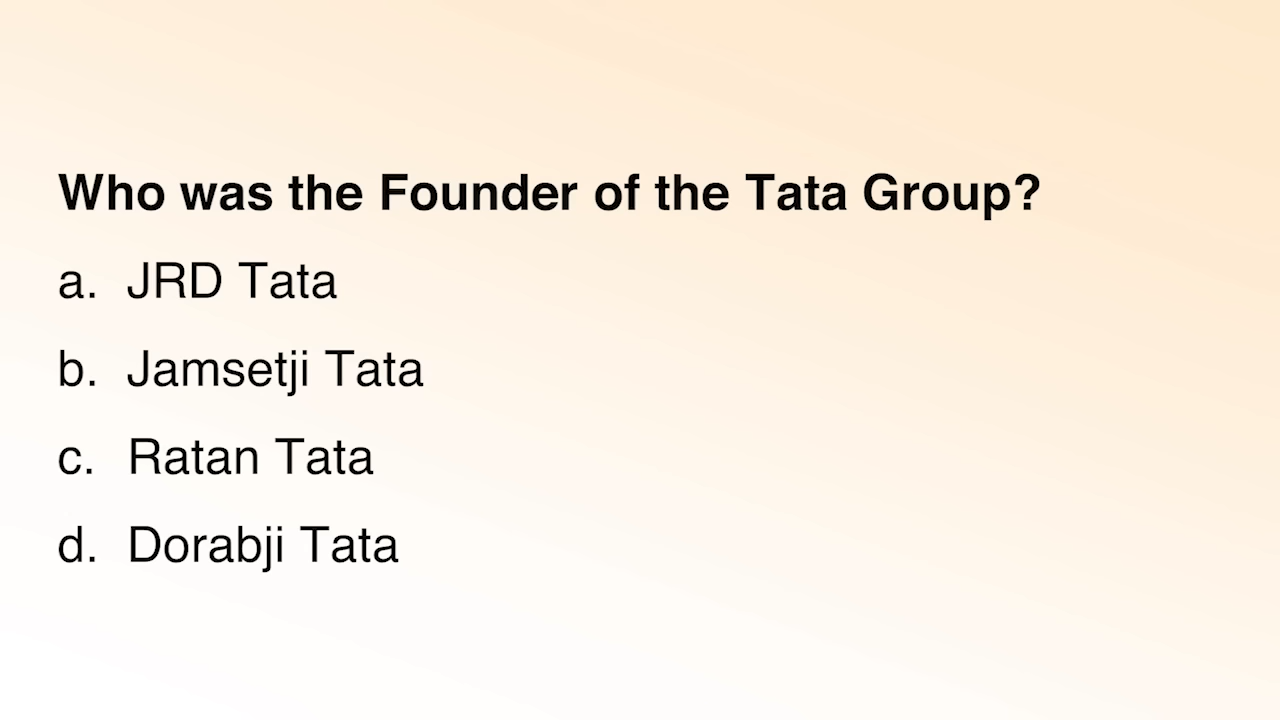 Who was the Founder of the Tata Group?
a. JRD Tata
b. Jamsetji Tata
c. Ratan Tata
d. Dorabji Tata